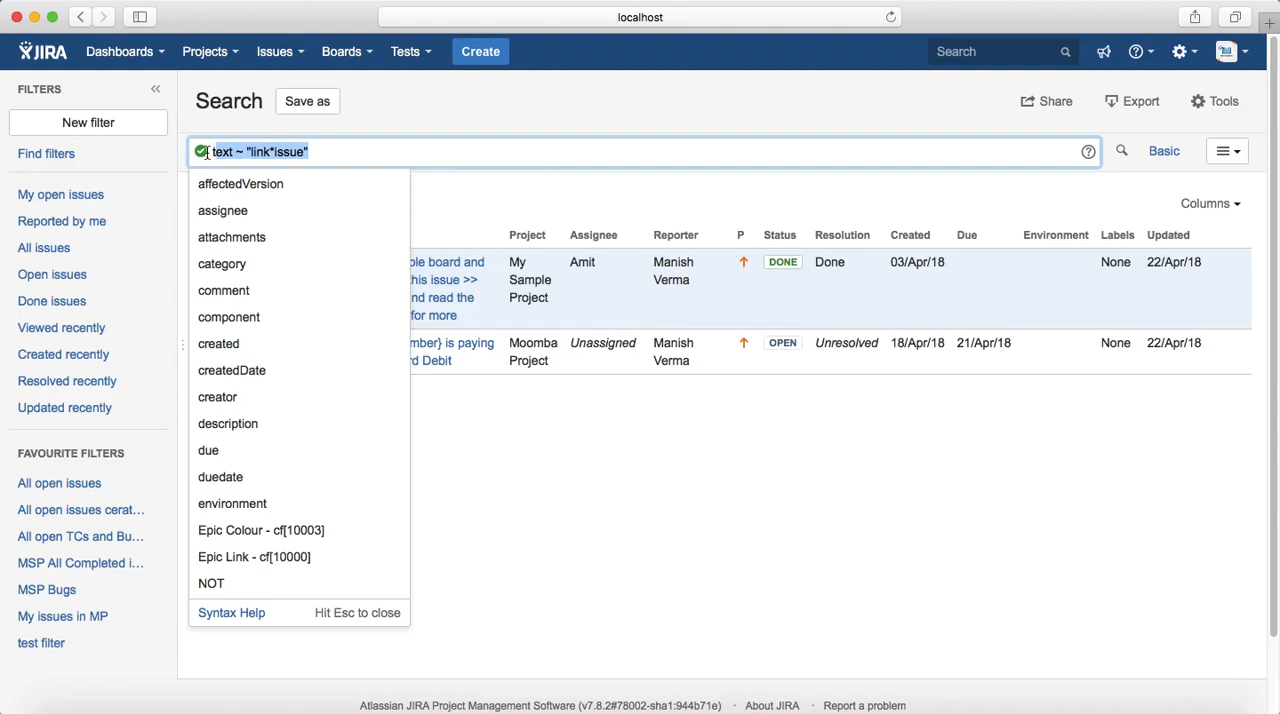 localhost
JIRA Dashboards Projects Issues Boards Tests Create Search
FILTERS
New filter
Find filters
My open issues
Reported by me
All issues
Open issues
Done issues
Viewed recently
Created recently
Resolved recently
Updated recently
FAVOURITE FILTERS
All open issues
All open issues cerat...
All open TCs and Bu...
MSP All Completed i...
MSP Bugs
My issues in MP
test filter
Search Save as Share Export Tools
text ~ "link*issue" Basic
affectedVersion
assignee
attachments
category
comment
component
created
createdDate
creator
description
due
duedate
environment
Epic Colour - cf[10003]
Epic Link - cf[10000]
NOT
Syntax Help Hit Esc to close
Columns
Project Assignee Reporter P Status Resolution Created Due Environment Labels Updated
ble board and My Amit Manish DONE Done 03/Apr/18 None 22/Apr/18
his issue >> Sample Verma
nd read the Project
for more
mber} is paying Moomba Unassigned Manish OPEN Unresolved 18/Apr/18 21/Apr/18 None 22/Apr/18
rd Debit Project Verma
Atlassian JIRA Project Management Software (v7.8.2#78002-sha1:944b71e) · About JIRA · Report a problem